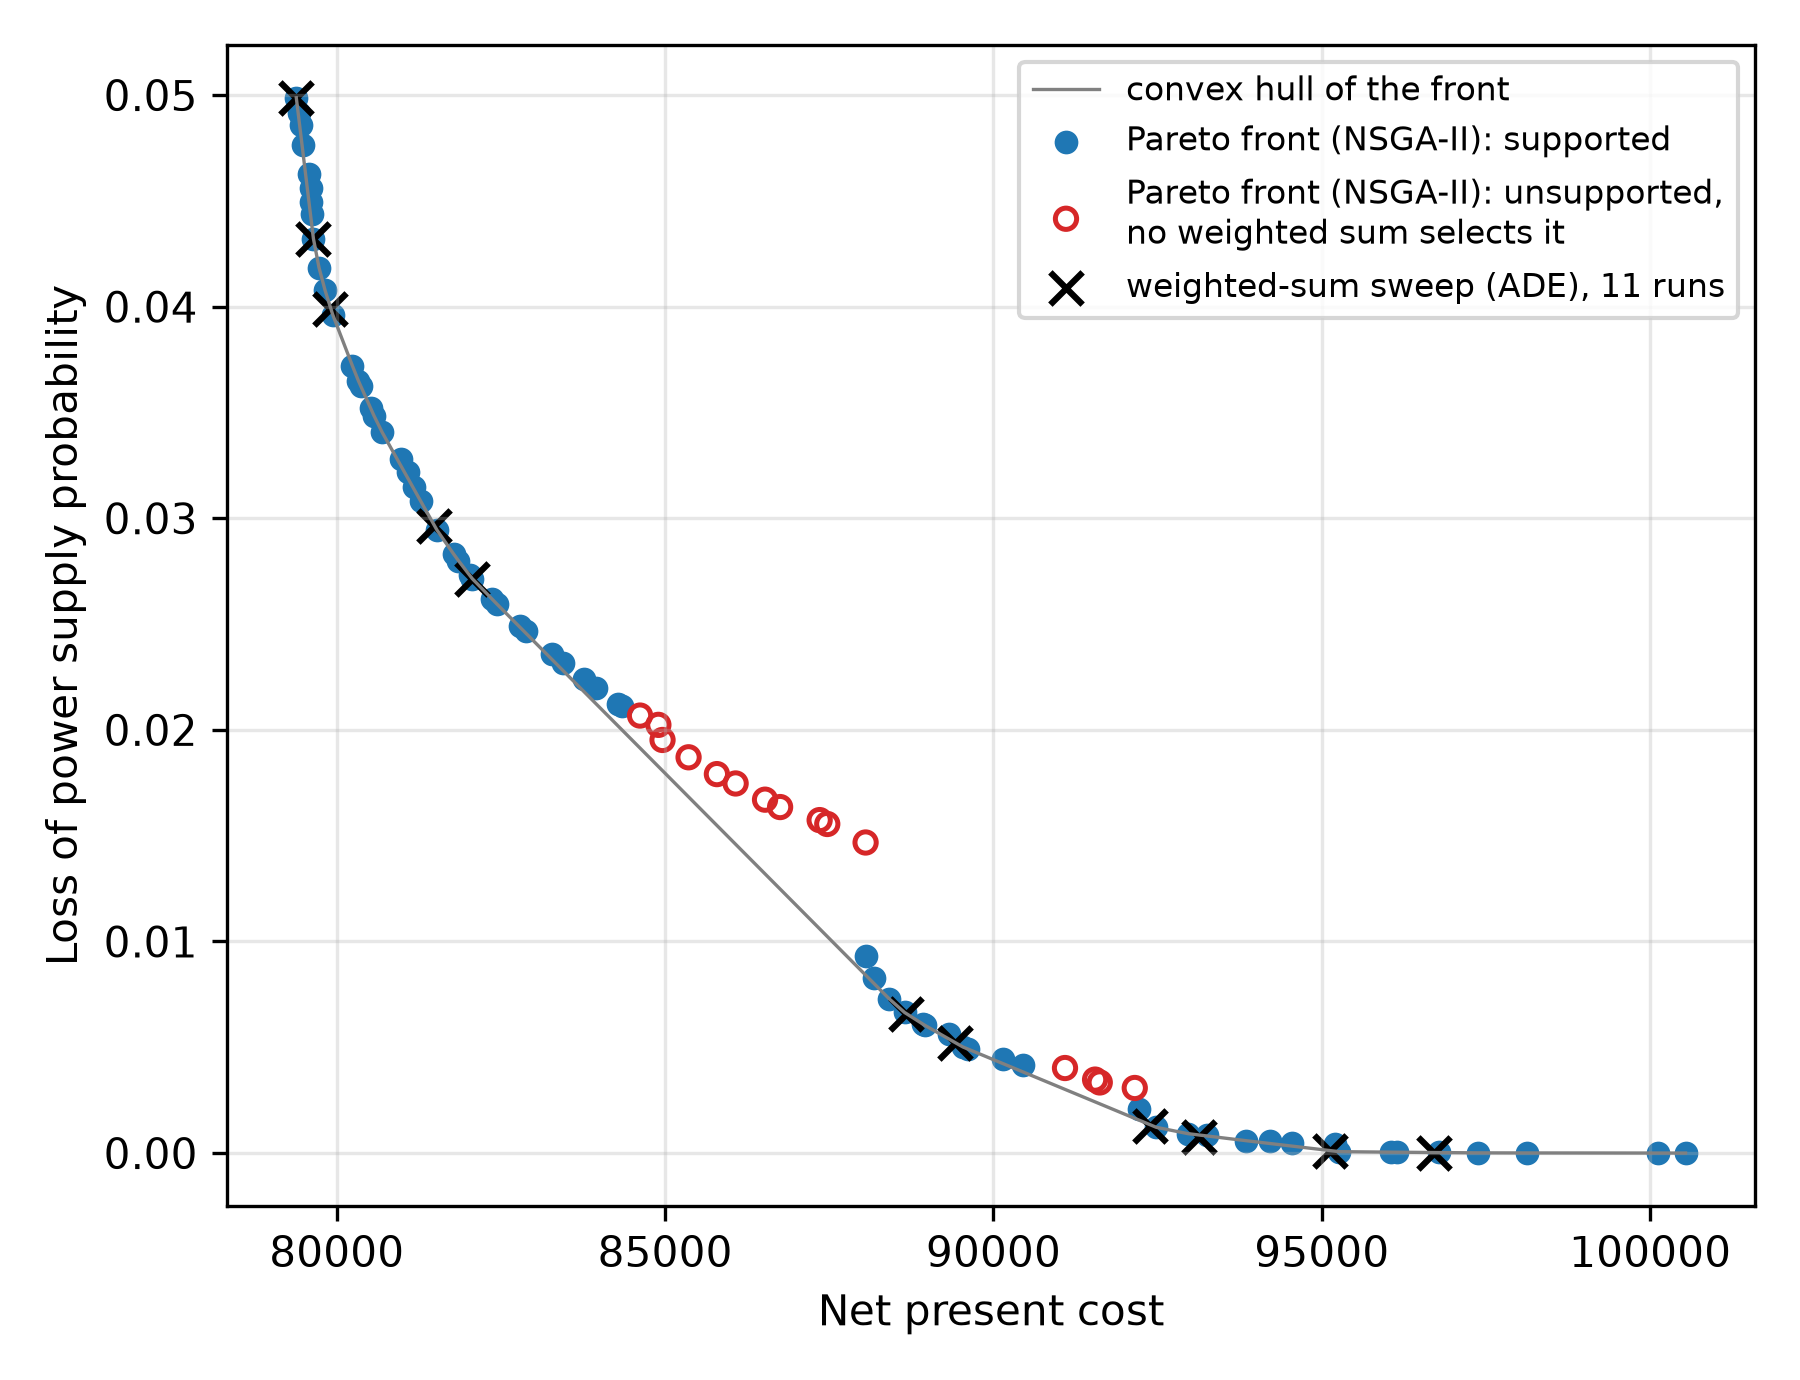 convex hull of the front
Pareto front (NSGA-II): supported
Pareto front (NSGA-II): unsupported,
no weighted sum selects it
weighted-sum sweep (ADE), 11 runs
Loss of power supply probability
0.05
0.04
0.03
0.02
0.01
0.00
80000
85000
90000
95000
100000
Net present cost